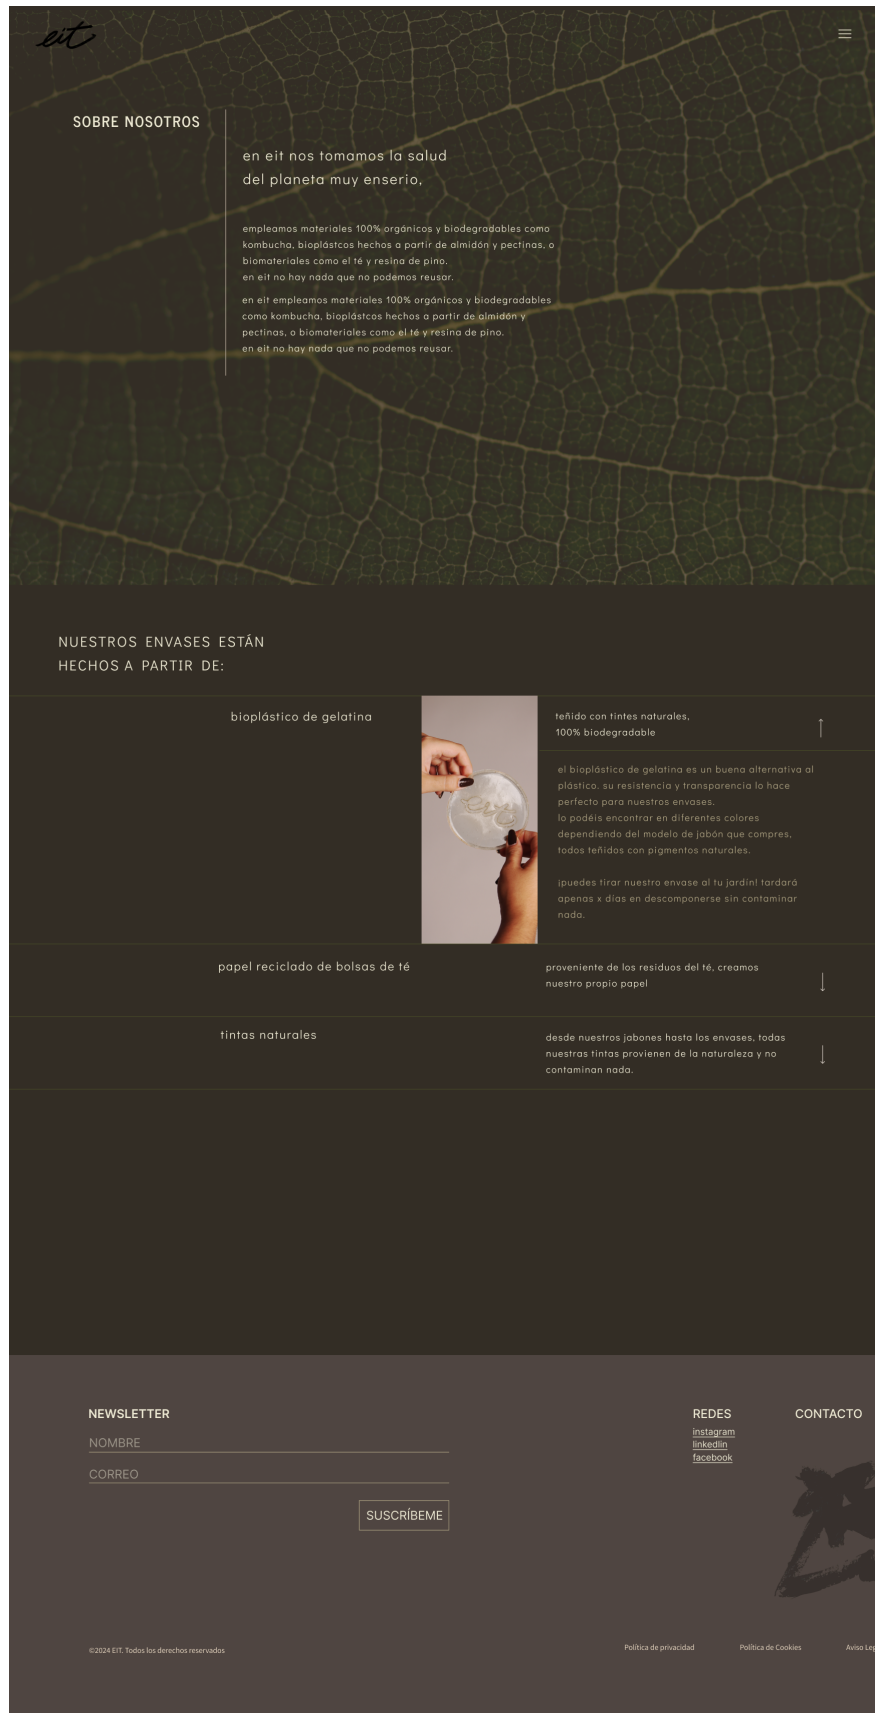 eit
SOBRE NOSOTROS
en eit nos tomamos la salud
del planeta muy enserio,
empleamos materiales 100% orgánicos y biodegradables como
kombucha, bioplástcos hechos a partir de almidón y pectinas, o
biomateriales como el té y resina de pino.
en eit no hay nada que no podemos reusar.
en eit empleamos materiales 100% orgánicos y biodegradables
como kombucha, bioplástcos hechos a partir de almidón y
pectinas, o biomateriales como el té y resina de pino.
en eit no hay nada que no podemos reusar.
NUESTROS ENVASES ESTÁN
HECHOS A PARTIR DE:
bioplástico de gelatina
teñido con tintes naturales,
100% biodegradable
el bioplástico de gelatina es un buena alternativa al
plástico. su resistencia y transparencia lo hace
perfecto para nuestros envases.
lo podéis encontrar en diferentes colores
dependiendo del modelo de jabón que compres,
todos teñidos con pigmentos naturales.
¡puedes tirar nuestro envase al tu jardín! tardará
apenas x días en descomponerse sin contaminar
nada.
papel reciclado de bolsas de té
proveniente de los residuos del té, creamos
nuestro propio papel
tintas naturales
desde nuestros jabones hasta los envases, todas
nuestras tintas provienen de la naturaleza y no
contaminan nada.
NEWSLETTER
NOMBRE
CORREO
SUSCRÍBEME
REDES
instagram
linkedlin
facebook
CONTACTO
©2024 EIT. Todos los derechos reservados
Política de privacidad
Política de Cookies
Aviso Leg